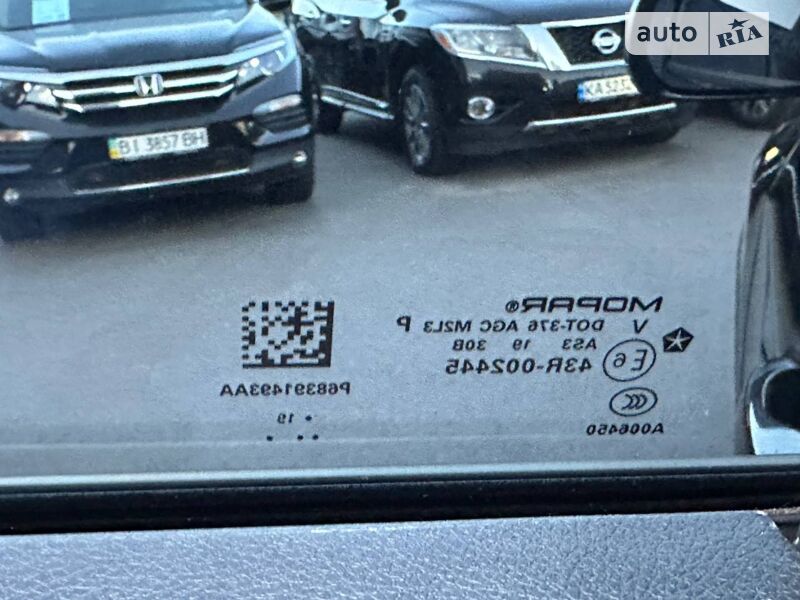 auto RIA
BI 3857 BH
KA 5252
MOPAR®
V DOT-376 AGC M2L3 P
AS3 19 30B
E6 43R-002445
CCC
A006450
P68391493AA
19